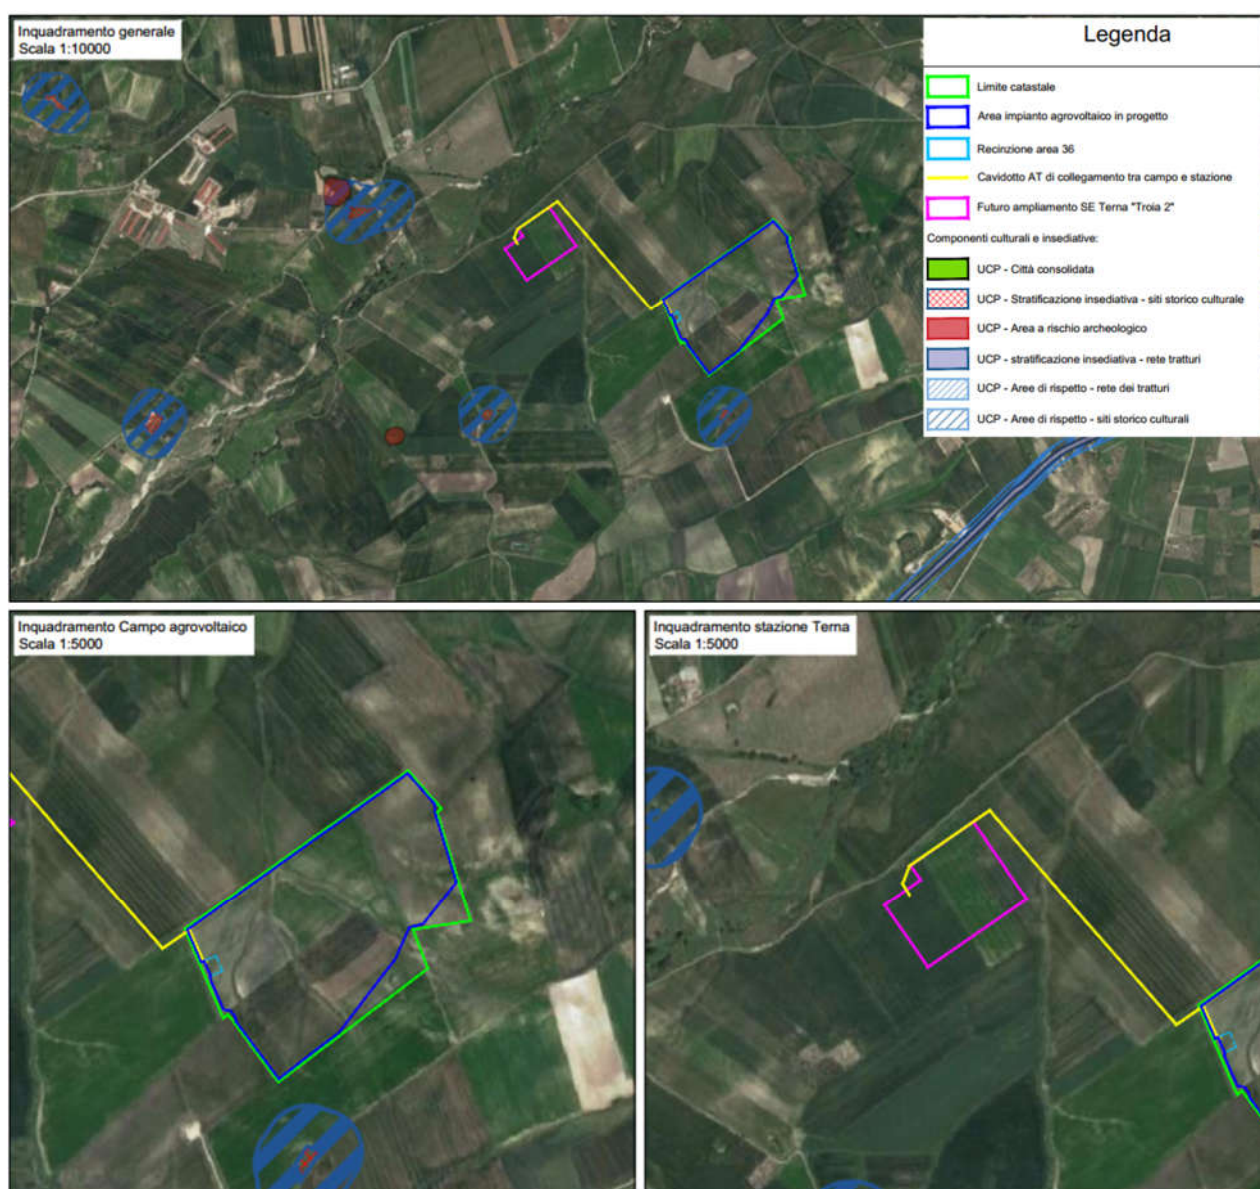 Inquadramento generale
Scala 1:10000
Legenda
Limite catastale
Area impianto agrovoltaico in progetto
Recinzione area 36
Cavidotto AT di collegamento tra campo e stazione
Futuro ampliamento SE Terna "Troia 2"
Componenti culturali e insediative:
UCP - Città consolidata
UCP - Stratificazione insediativa - siti storico culturale
UCP - Area a rischio archeologico
UCP - stratificazione insediativa - rete tratturi
UCP - Aree di rispetto - rete dei tratturi
UCP - Aree di rispetto - siti storico culturali
Inquadramento Campo agrovoltaico
Scala 1:5000
Inquadramento stazione Terna
Scala 1:5000